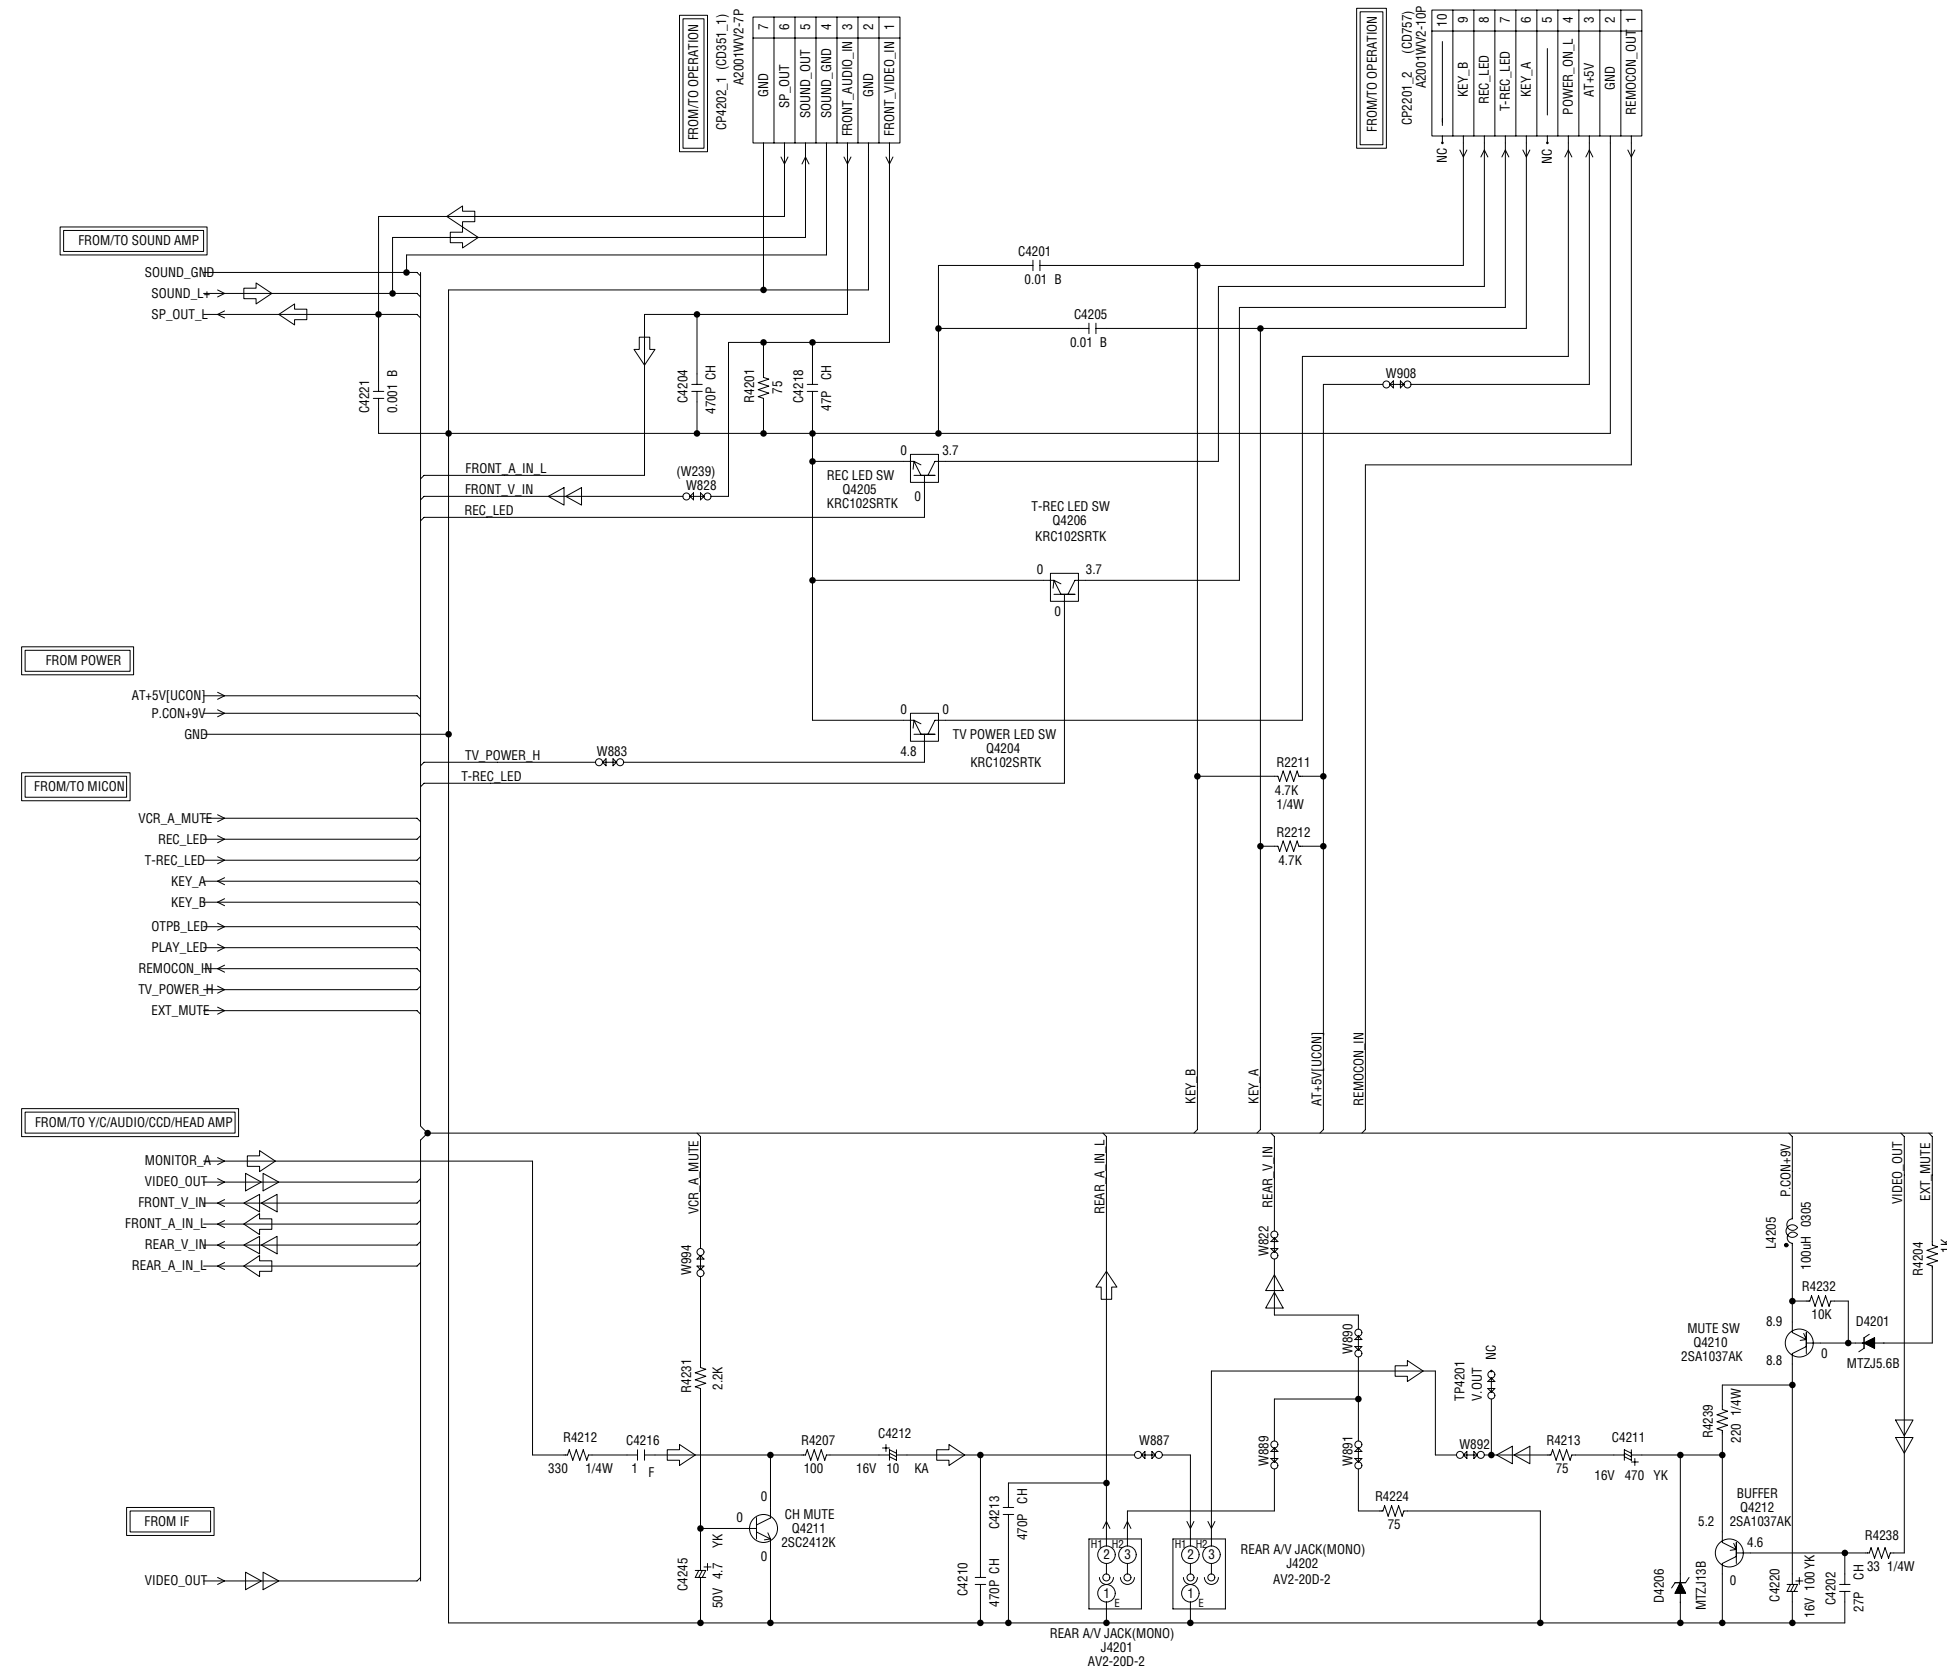 FROM/TO OPERATION
CP4202_1 (CD351_1)
A2001WV2-7P
7
6
5
4
3
2
1
GND
SP_OUT
SOUND_OUT
SOUND_GND
FRONT_AUDIO_IN
GND
FRONT_VIDEO_IN
FROM/TO OPERATION
CP2201_2 (CD757)
A2001WV2-10P
10
9
8
7
6
5
4
3
2
1
KEY_B
REC_LED
T-REC_LED
KEY_A
POWER_ON_L
AT+5V
GND
REMOCON_OUT
NC
NC
FROM/TO SOUND AMP
SOUND_GND
SOUND_L+
SP_OUT_L
C4201
0.01 B
C4205
0.01 B
C4221
0.001 B
C4204
470P CH
R4201
75
C4218
47P CH
W908
FRONT_A_IN_L
FRONT_V_IN
REC_LED
(W239)
W828
0
3.7
0
REC LED SW
Q4205
KRC102SRTK
T-REC LED SW
Q4206
KRC102SRTK
0
3.7
0
FROM POWER
AT+5V[UCON]
P.CON+9V
GND
0
0
4.8
TV POWER LED SW
Q4204
KRC102SRTK
TV_POWER_H
W883
T-REC_LED
R2211
4.7K
1/4W
R2212
4.7K
FROM/TO MICON
VCR_A_MUTE
REC_LED
T-REC_LED
KEY_A
KEY_B
OTPB_LED
PLAY_LED
REMOCON_IN
TV_POWER_H
EXT_MUTE
KEY_B
KEY_A
AT+5V[UCON]
REMOCON_IN
FROM/TO Y/C/AUDIO/CCD/HEAD AMP
MONITOR_A
VIDEO_OUT
FRONT_V_IN
FRONT_A_IN_L
REAR_V_IN
REAR_A_IN_L
VCR_A_MUTE
REAR_A_IN_L
REAR_V_IN
P.CON+9V
VIDEO_OUT
EXT_MUTE
W994
W822
L4205
100uH 0305
R4204
1K
R4232
10K
D4201
MTZJ5.6B
MUTE SW
Q4210
2SA1037AK
8.9
8.8
0
R4231
2.2K
W890
TP4201
V.OUT
NC
R4239
220 1/4W
R4212
330 1/4W
C4216
1 F
R4207
100
C4212
+
16V 10 KA
W887
W889
W891
W892
R4213
75
C4211
+
16V 470 YK
0
0
0
CH MUTE
Q4211
2SC2412K
C4245
+
50V 4.7 YK
C4213
470P CH
C4210
470P CH
R4224
75
H1 H2
2 3
1
E
H1 H2
2 3
1
E
REAR A/V JACK(MONO)
J4202
AV2-20D-2
REAR A/V JACK(MONO)
J4201
AV2-20D-2
BUFFER
Q4212
2SA1037AK
5.2
4.6
0
R4238
33 1/4W
D4206
MTZJ13B
C4220
+
16V 100 YK
C4202
27P CH
FROM IF
VIDEO_OUT